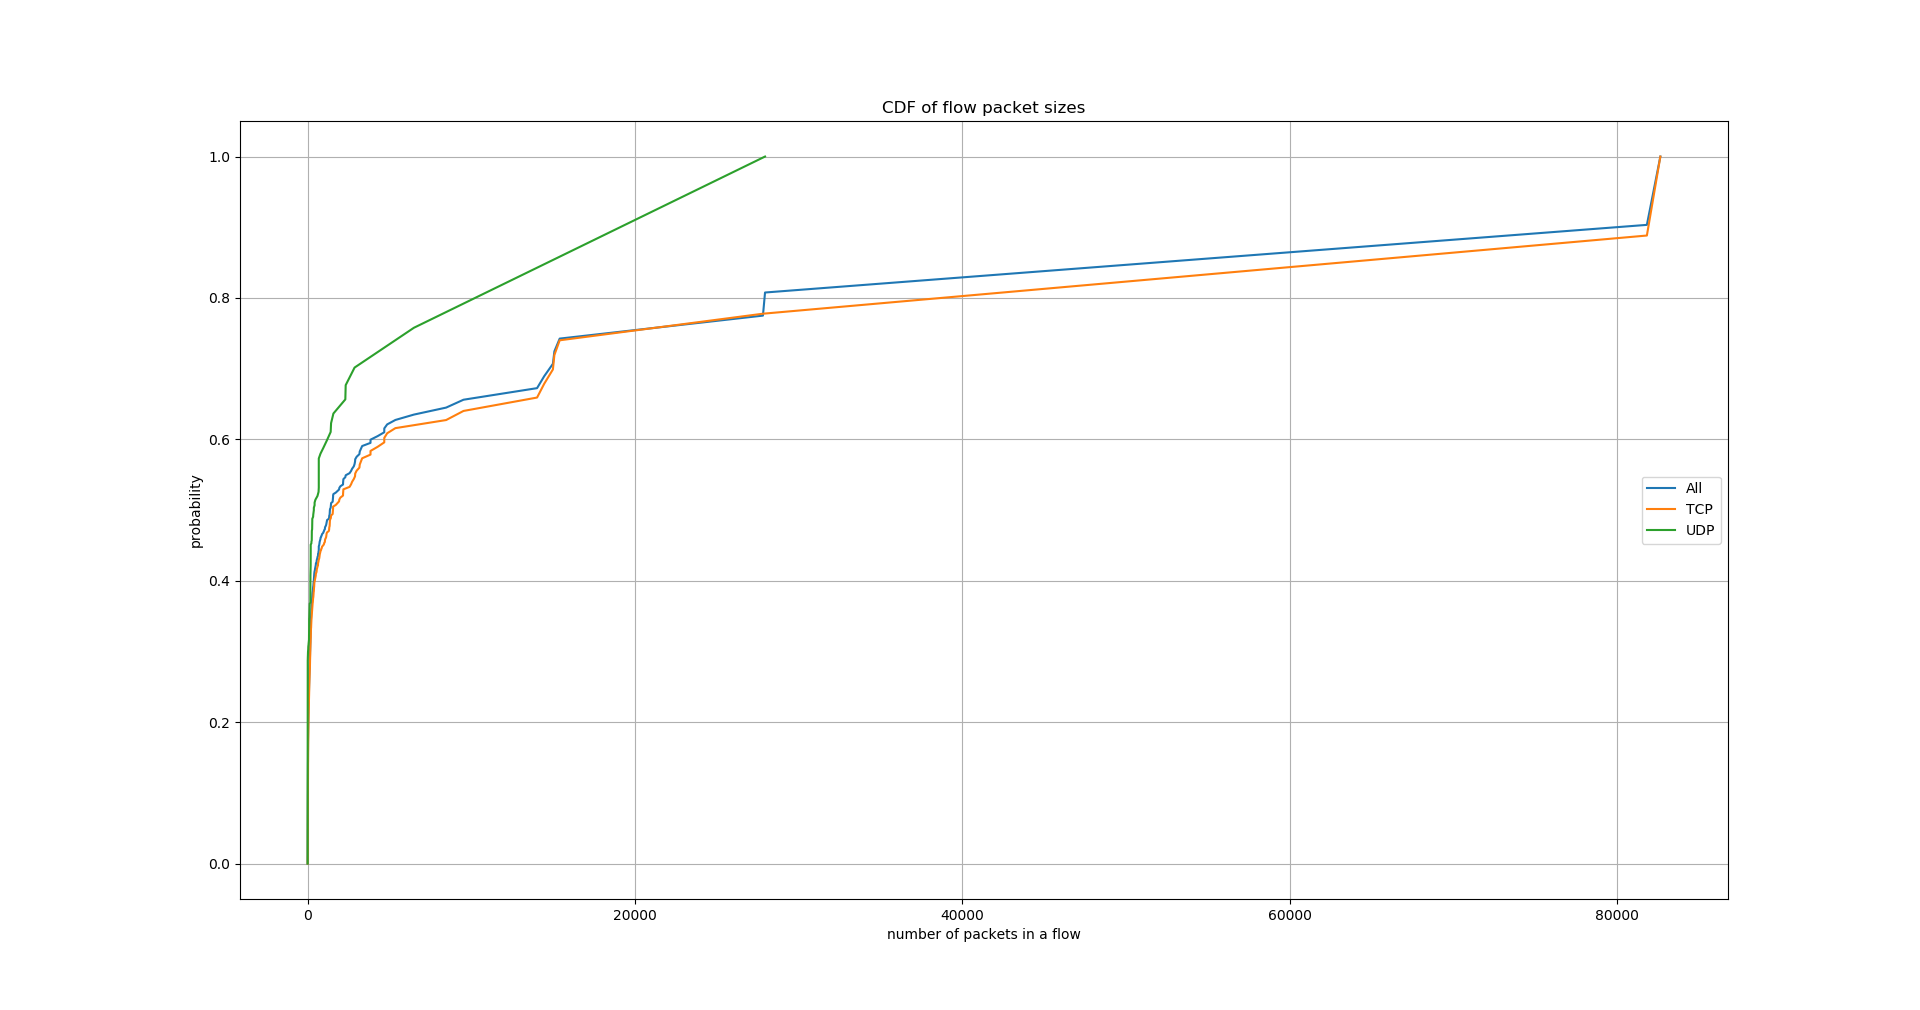 CDF of flow packet sizes
1.0
0.8
0.6
0.4
0.2
0.0
probability
All
TCP
UDP
0 20000 40000 60000 80000
number of packets in a flow